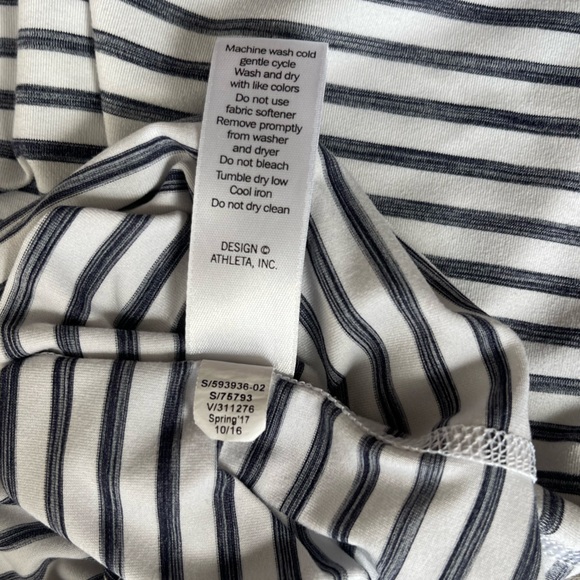 Machine wash cold
gentle cycle
Wash and dry
with like colors
Do not use
fabric softener
Remove promptly
from washer
and dryer
Do not bleach
Tumble dry low
Cool iron
Do not dry clean
DESIGN ©
ATHLETA, INC.
S/593936-02
S/75793
V/311276
Spring'17
10/16